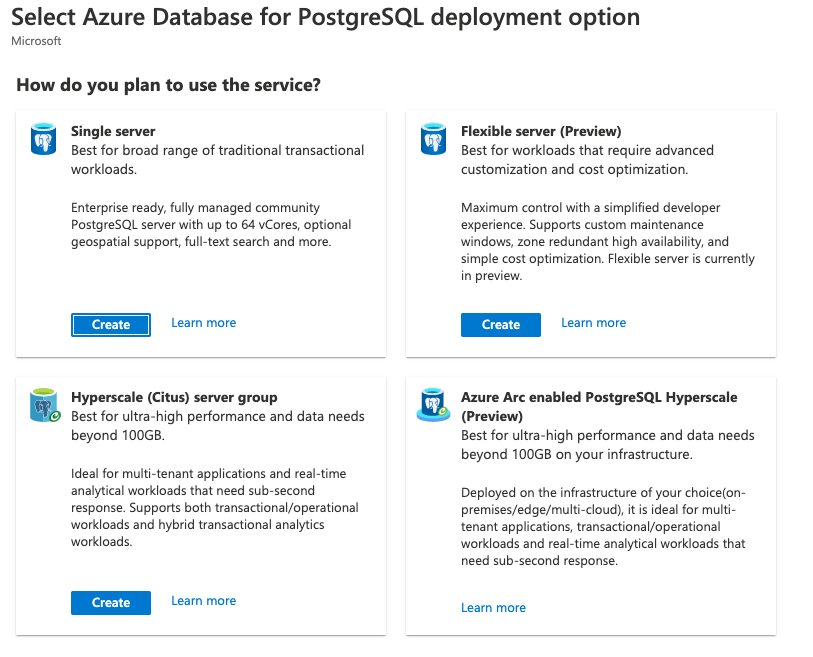 Select Azure Database for PostgreSQL deployment option
Microsoft
How do you plan to use the service?
Single server
Best for broad range of traditional transactional
workloads.
Enterprise ready, fully managed community
PostgreSQL server with up to 64 vCores, optional
geospatial support, full-text search and more.
Create
Learn more
Flexible server (Preview)
Best for workloads that require advanced
customization and cost optimization.
Maximum control with a simplified developer
experience. Supports custom maintenance
windows, zone redundant high availability, and
simple cost optimization. Flexible server is currently
in preview.
Create
Learn more
Hyperscale (Citus) server group
Best for ultra-high performance and data needs
beyond 100GB.
Ideal for multi-tenant applications and real-time
analytical workloads that need sub-second
response. Supports both transactional/operational
workloads and hybrid transactional analytics
workloads.
Create
Learn more
Azure Arc enabled PostgreSQL Hyperscale
(Preview)
Best for ultra-high performance and data needs
beyond 100GB on your infrastructure.
Deployed on the infrastructure of your choice(on-
premises/edge/multi-cloud), it is ideal for multi-
tenant applications, transactional/operational
workloads and real-time analytical workloads that
need sub-second response.
Learn more